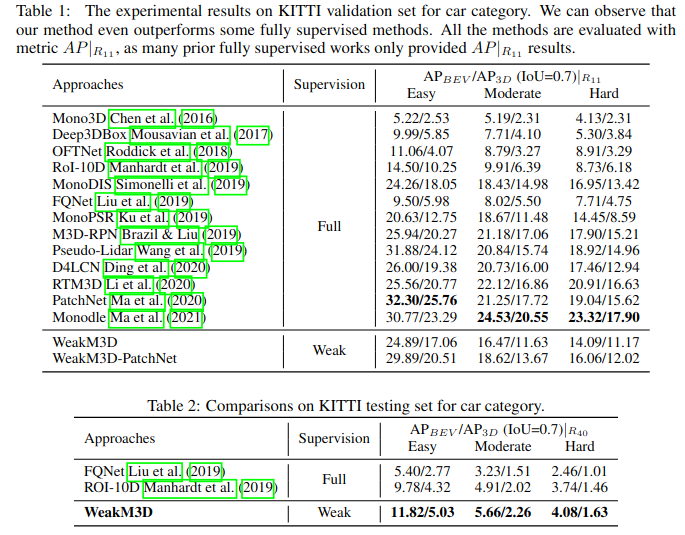 Table 1: The experimental results on KITTI validation set for car category. We can observe that
our method even outperforms some fully supervised methods. All the methods are evaluated with
metric AP|R11, as many prior fully supervised works only provided AP|R11 results.
Approaches Supervision APBEV/AP3D (IoU=0.7)|R11
Easy Moderate Hard
Mono3D Chen et al. (2016) 5.22/2.53 5.19/2.31 4.13/2.31
Deep3DBox Mousavian et al. (2017) 9.99/5.85 7.71/4.10 5.30/3.84
OFTNet Roddick et al. (2018) 11.06/4.07 8.79/3.27 8.91/3.29
RoI-10D Manhardt et al. (2019) 14.50/10.25 9.91/6.39 8.73/6.18
MonoDIS Simonelli et al. (2019) 24.26/18.05 18.43/14.98 16.95/13.42
FQNet Liu et al. (2019) 9.50/5.98 8.02/5.50 7.71/4.75
MonoPSR Ku et al. (2019) Full 20.63/12.75 18.67/11.48 14.45/8.59
M3D-RPN Brazil & Liu (2019) 25.94/20.27 21.18/17.06 17.90/15.21
Pseudo-Lidar Wang et al. (2019) 31.88/24.12 20.84/15.74 18.92/14.96
D4LCN Ding et al. (2020) 26.00/19.38 20.73/16.00 17.46/12.94
RTM3D Li et al. (2020) 25.56/20.77 22.12/16.86 20.91/16.63
PatchNet Ma et al. (2020) 32.30/25.76 21.25/17.72 19.04/15.62
Monodle Ma et al. (2021) 30.77/23.29 24.53/20.55 23.32/17.90
WeakM3D Weak 24.89/17.06 16.47/11.63 14.09/11.17
WeakM3D-PatchNet 29.89/20.51 18.62/13.67 16.06/12.02
Table 2: Comparisons on KITTI testing set for car category.
Approaches Supervision APBEV/AP3D (IoU=0.7)|R40
Easy Moderate Hard
FQNet Liu et al. (2019) Full 5.40/2.77 3.23/1.51 2.46/1.01
ROI-10D Manhardt et al. (2019) 9.78/4.32 4.91/2.02 3.74/1.46
WeakM3D Weak 11.82/5.03 5.66/2.26 4.08/1.63